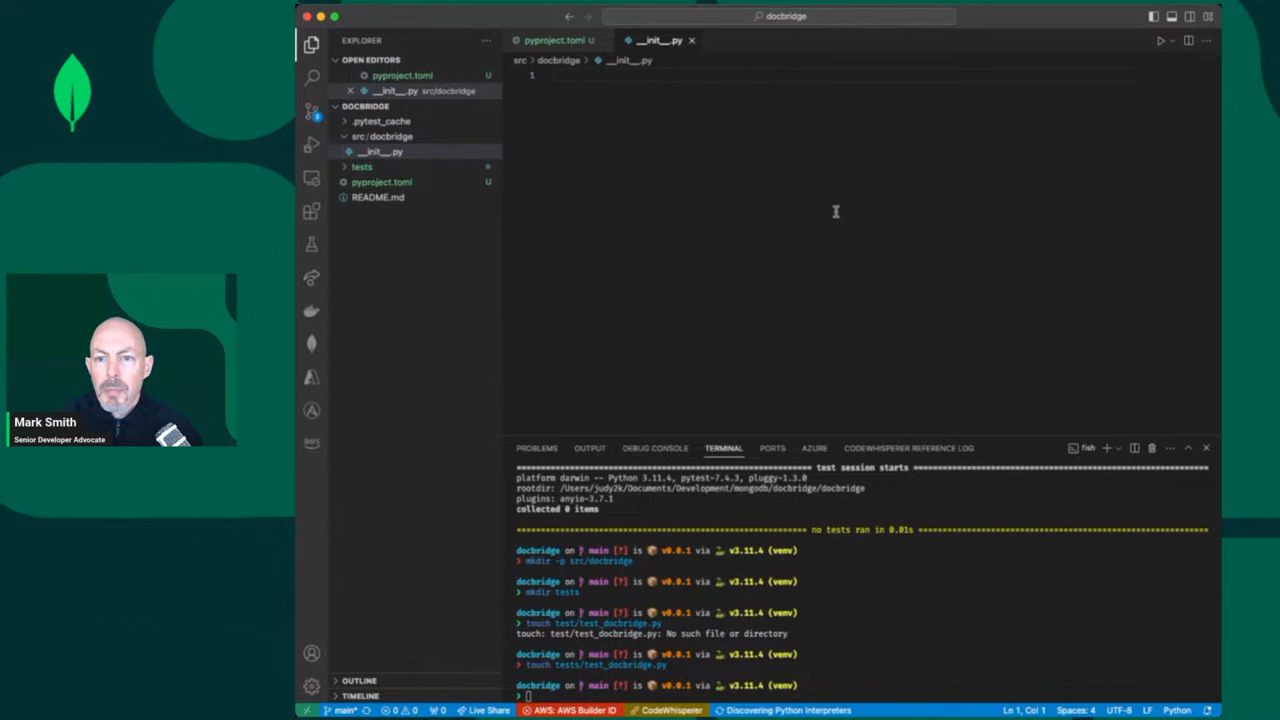 docbridge
EXPLORER
pyproject.toml U
__init__.py
OPEN EDITORS
src
docbridge
__init__.py
pyproject.toml
U
1
__init__.py src/docbridge
DOCBRIDGE
.pytest_cache
src/docbridge
__init__.py
tests
pyproject.toml
U
README.md
Mark Smith
Senior Developer Advocate
PROBLEMS
OUTPUT
DEBUG CONSOLE
TERMINAL
PORTS
AZURE
CODEWHISPERER REFERENCE LOG
fish
test session starts
platform darwin -- Python 3.11.4, pytest-7.4.3, pluggy-1.3.0
rootdir: /Users/judy2k/Documents/Development/mongodb/docbridge/docbridge
plugins: anyio-3.7.1
collected 0 items
no tests ran in 0.01s
docbridge on main [?] is v0.0.1 via v3.11.4 (venv)
> mkdir -p src/docbridge
docbridge on main [?] is v0.0.1 via v3.11.4 (venv)
> mkdir tests
docbridge on main [?] is v0.0.1 via v3.11.4 (venv)
> touch test/test_docbridge.py
touch: test/test_docbridge.py: No such file or directory
docbridge on main [?] is v0.0.1 via v3.11.4 (venv)
> touch tests/test_docbridge.py
docbridge on main [?] is v0.0.1 via v3.11.4 (venv)
>
OUTLINE
TIMELINE
main* 0 0 0 Live Share AWS: AWS Builder ID CodeWhisperer Discovering Python Interpreters Ln 1, Col 1 Spaces: 4 UTF-8 LF Python